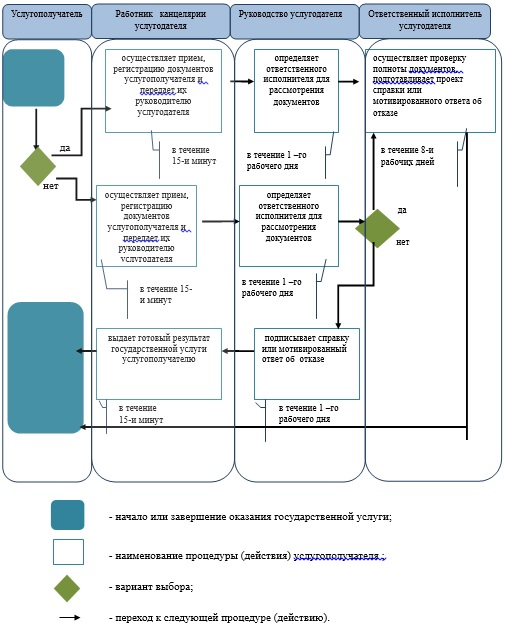 Услугополучатель
Работник канцелярии
услугодателя
Руководство услугодателя
Ответственный исполнитель
услугодателя
осуществляет прием,
регистрацию документов
услугополучателя и
передает их
руководителю
услугодателя
определяет
ответственного
исполнителя для
рассмотрения
документов
осуществляет проверку
полноты документов,
подготавливает проект
справки или
мотивированного ответа об
отказе
да
нет
в течение
15-и минут
в течение 1 –го
рабочего дня
в течение 8-и
рабочих дней
осуществляет прием,
регистрацию
документов
услугополучателя и
передает их
руководителю
услугодателя
определяет
ответственного
исполнителя для
рассмотрения
документов
да
нет
в течение 15-
и минут
в течение 1 –го
рабочего дня
выдает готовый результат
государственной услуги
услугополучателю
подписывает справку
или мотивированный
ответ об отказе
в течение
15-и минут
в течение 1 –го
рабочего дня
- начало или завершение оказания государственной услуги;
- наименование процедуры (действия) услугополучателя ;
- вариант выбора;
- переход к следующей процедуре (действию).